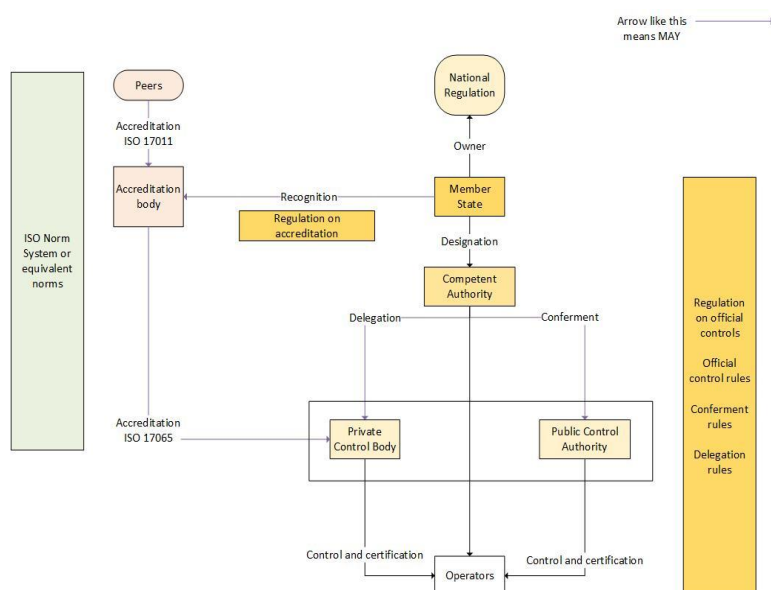 Arrow like this
means MAY
Peers
National
Regulation
Accreditation
ISO 17011
Owner
Accreditation
body
Recognition
Member
State
Regulation on
accreditation
ISO Norm
System or
equivalent
norms
Designation
Competent
Authority
Delegation
Conferment
Regulation
on official
controls
Official
control rules
Conferment
rules
Delegation
rules
Accreditation
ISO 17065
Private
Control Body
Public Control
Authority
Control and certification
Control and certification
Operators